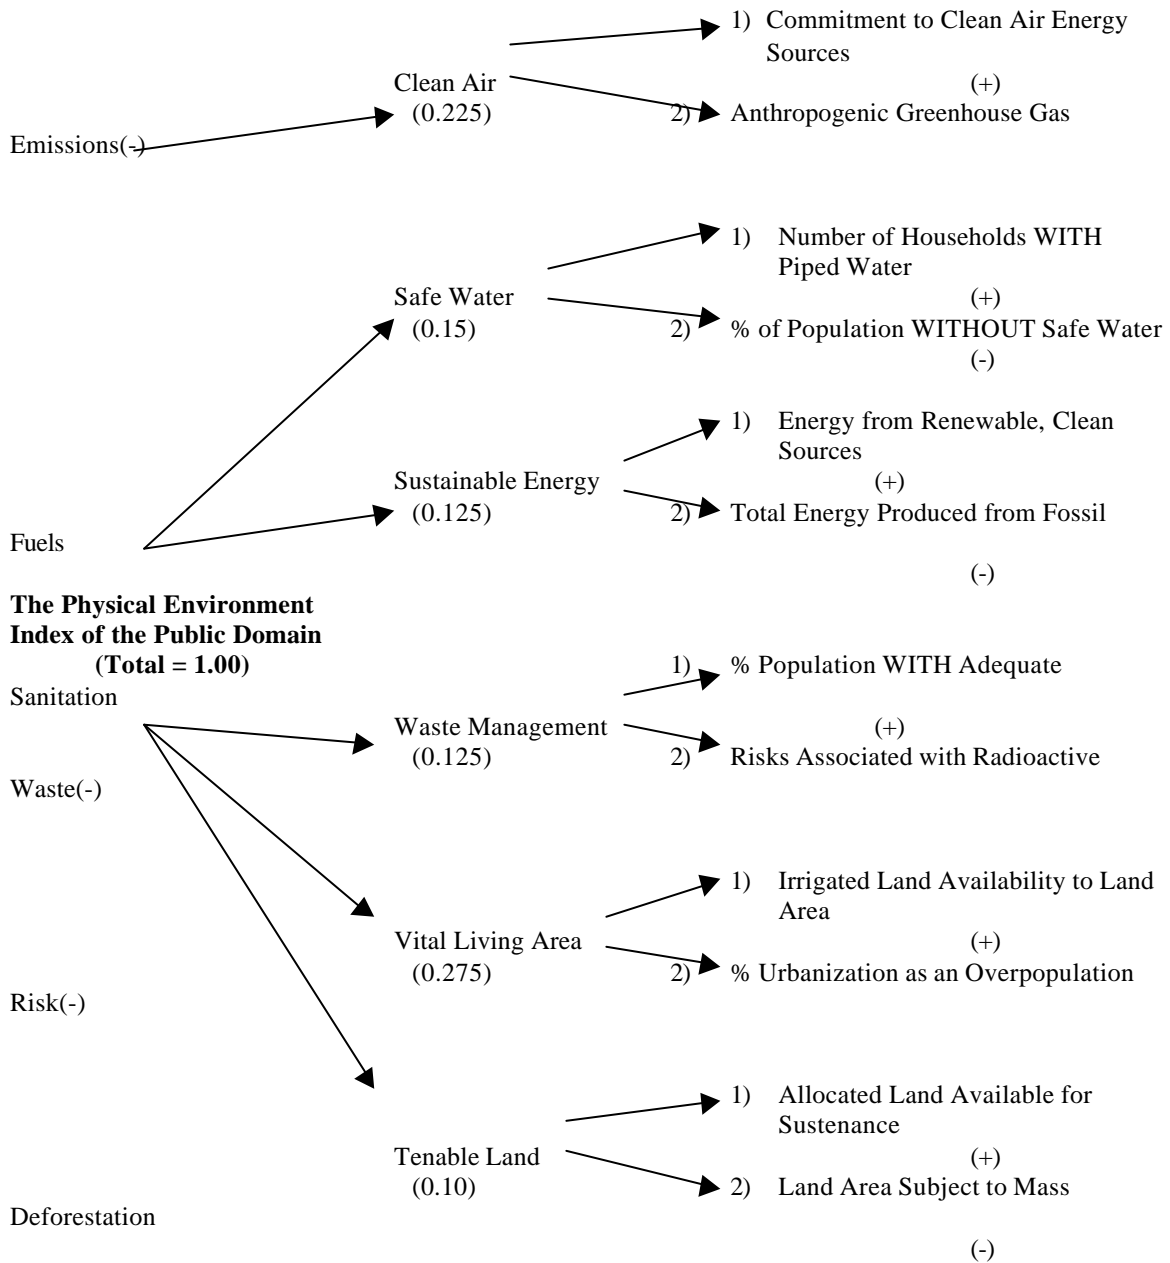 1) Commitment to Clean Air Energy
Sources
Clean Air (+)
(0.225) 2) Anthropogenic Greenhouse Gas
Emissions(-)
1) Number of Households WITH
Piped Water
Safe Water (+)
(0.15) 2) % of Population WITHOUT Safe Water
(-)
1) Energy from Renewable, Clean
Sources
Sustainable Energy (+)
(0.125) 2) Total Energy Produced from Fossil
Fuels
(-)
The Physical Environment
Index of the Public Domain
(Total = 1.00) 1) % Population WITH Adequate
Sanitation
Waste Management (+)
(0.125) 2) Risks Associated with Radioactive
Waste(-)
1) Irrigated Land Availability to Land
Area
Vital Living Area (+)
(0.275) 2) % Urbanization as an Overpopulation
Risk(-)
1) Allocated Land Available for
Sustenance
Tenable Land (+)
(0.10) 2) Land Area Subject to Mass
Deforestation
(-)